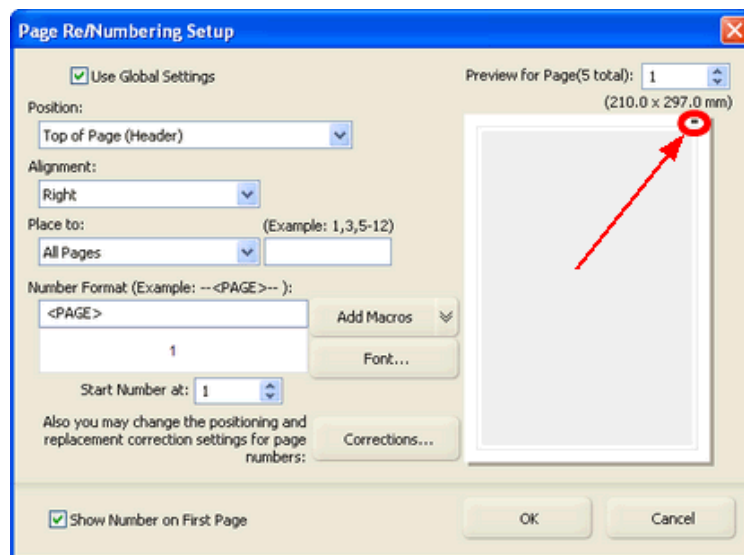 Page Re/Numbering Setup
Use Global Settings
Preview for Page(5 total): 1
(210.0 x 297.0 mm)
Position:
Top of Page (Header)
Alignment:
Right
Place to: (Example: 1,3,5-12)
All Pages
Number Format (Example: --<PAGE>-- ):
<PAGE>
Add Macros
1
Font...
Start Number at: 1
Also you may change the positioning and
replacement correction settings for page
numbers:
Corrections...
Show Number on First Page
OK
Cancel